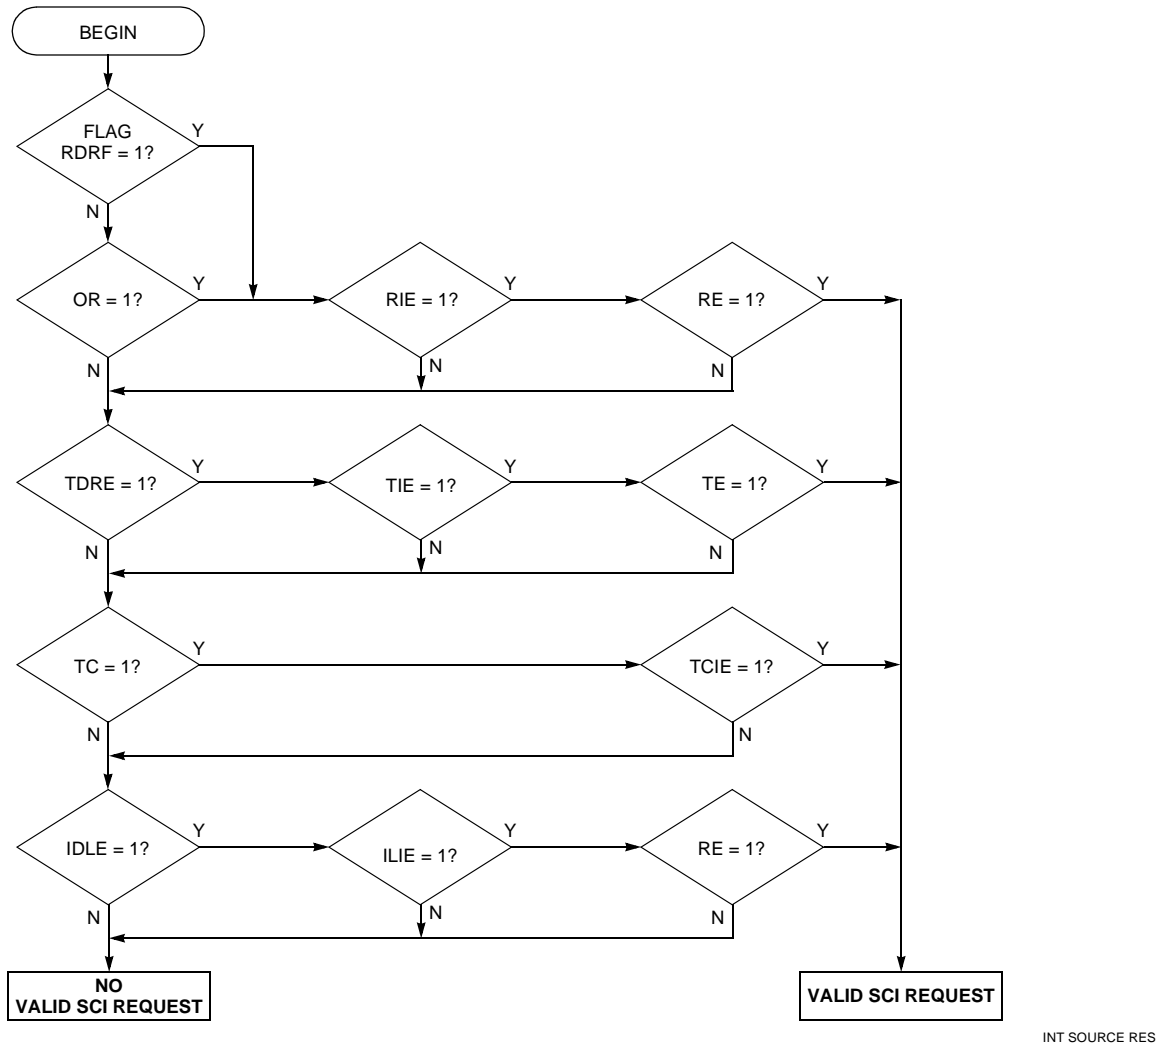 BEGIN
FLAG
RDRF = 1?
Y
N
OR = 1?
Y
RIE = 1?
Y
RE = 1?
Y
N
N
N
TDRE = 1?
Y
TIE = 1?
Y
TE = 1?
Y
N
N
N
TC = 1?
Y
TCIE = 1?
Y
N
N
IDLE = 1?
Y
ILIE = 1?
Y
RE = 1?
Y
N
N
N
NO
VALID SCI REQUEST
VALID SCI REQUEST
INT SOURCE RES